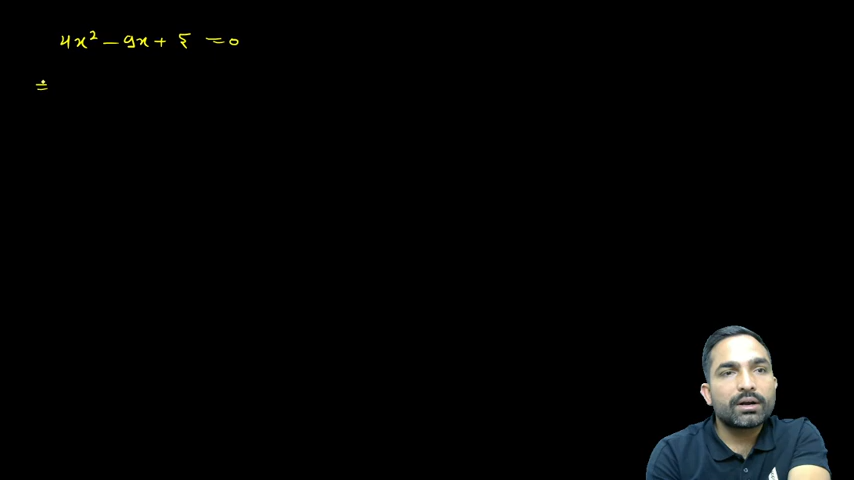 4x² - 9x + 5 = 0
=